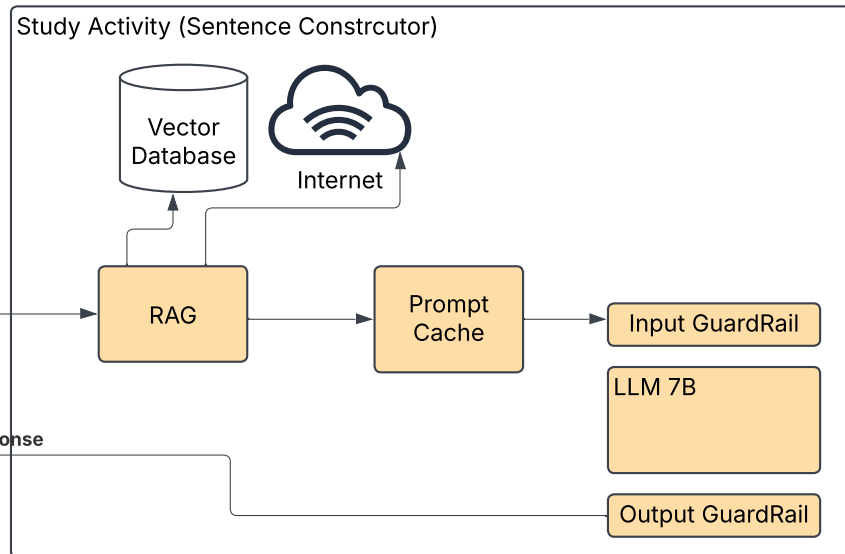 Study Activity (Sentence Constrcutor)
Vector
Database
Internet
RAG
Prompt
Cache
Input GuardRail
LLM 7B
onse
Output GuardRail